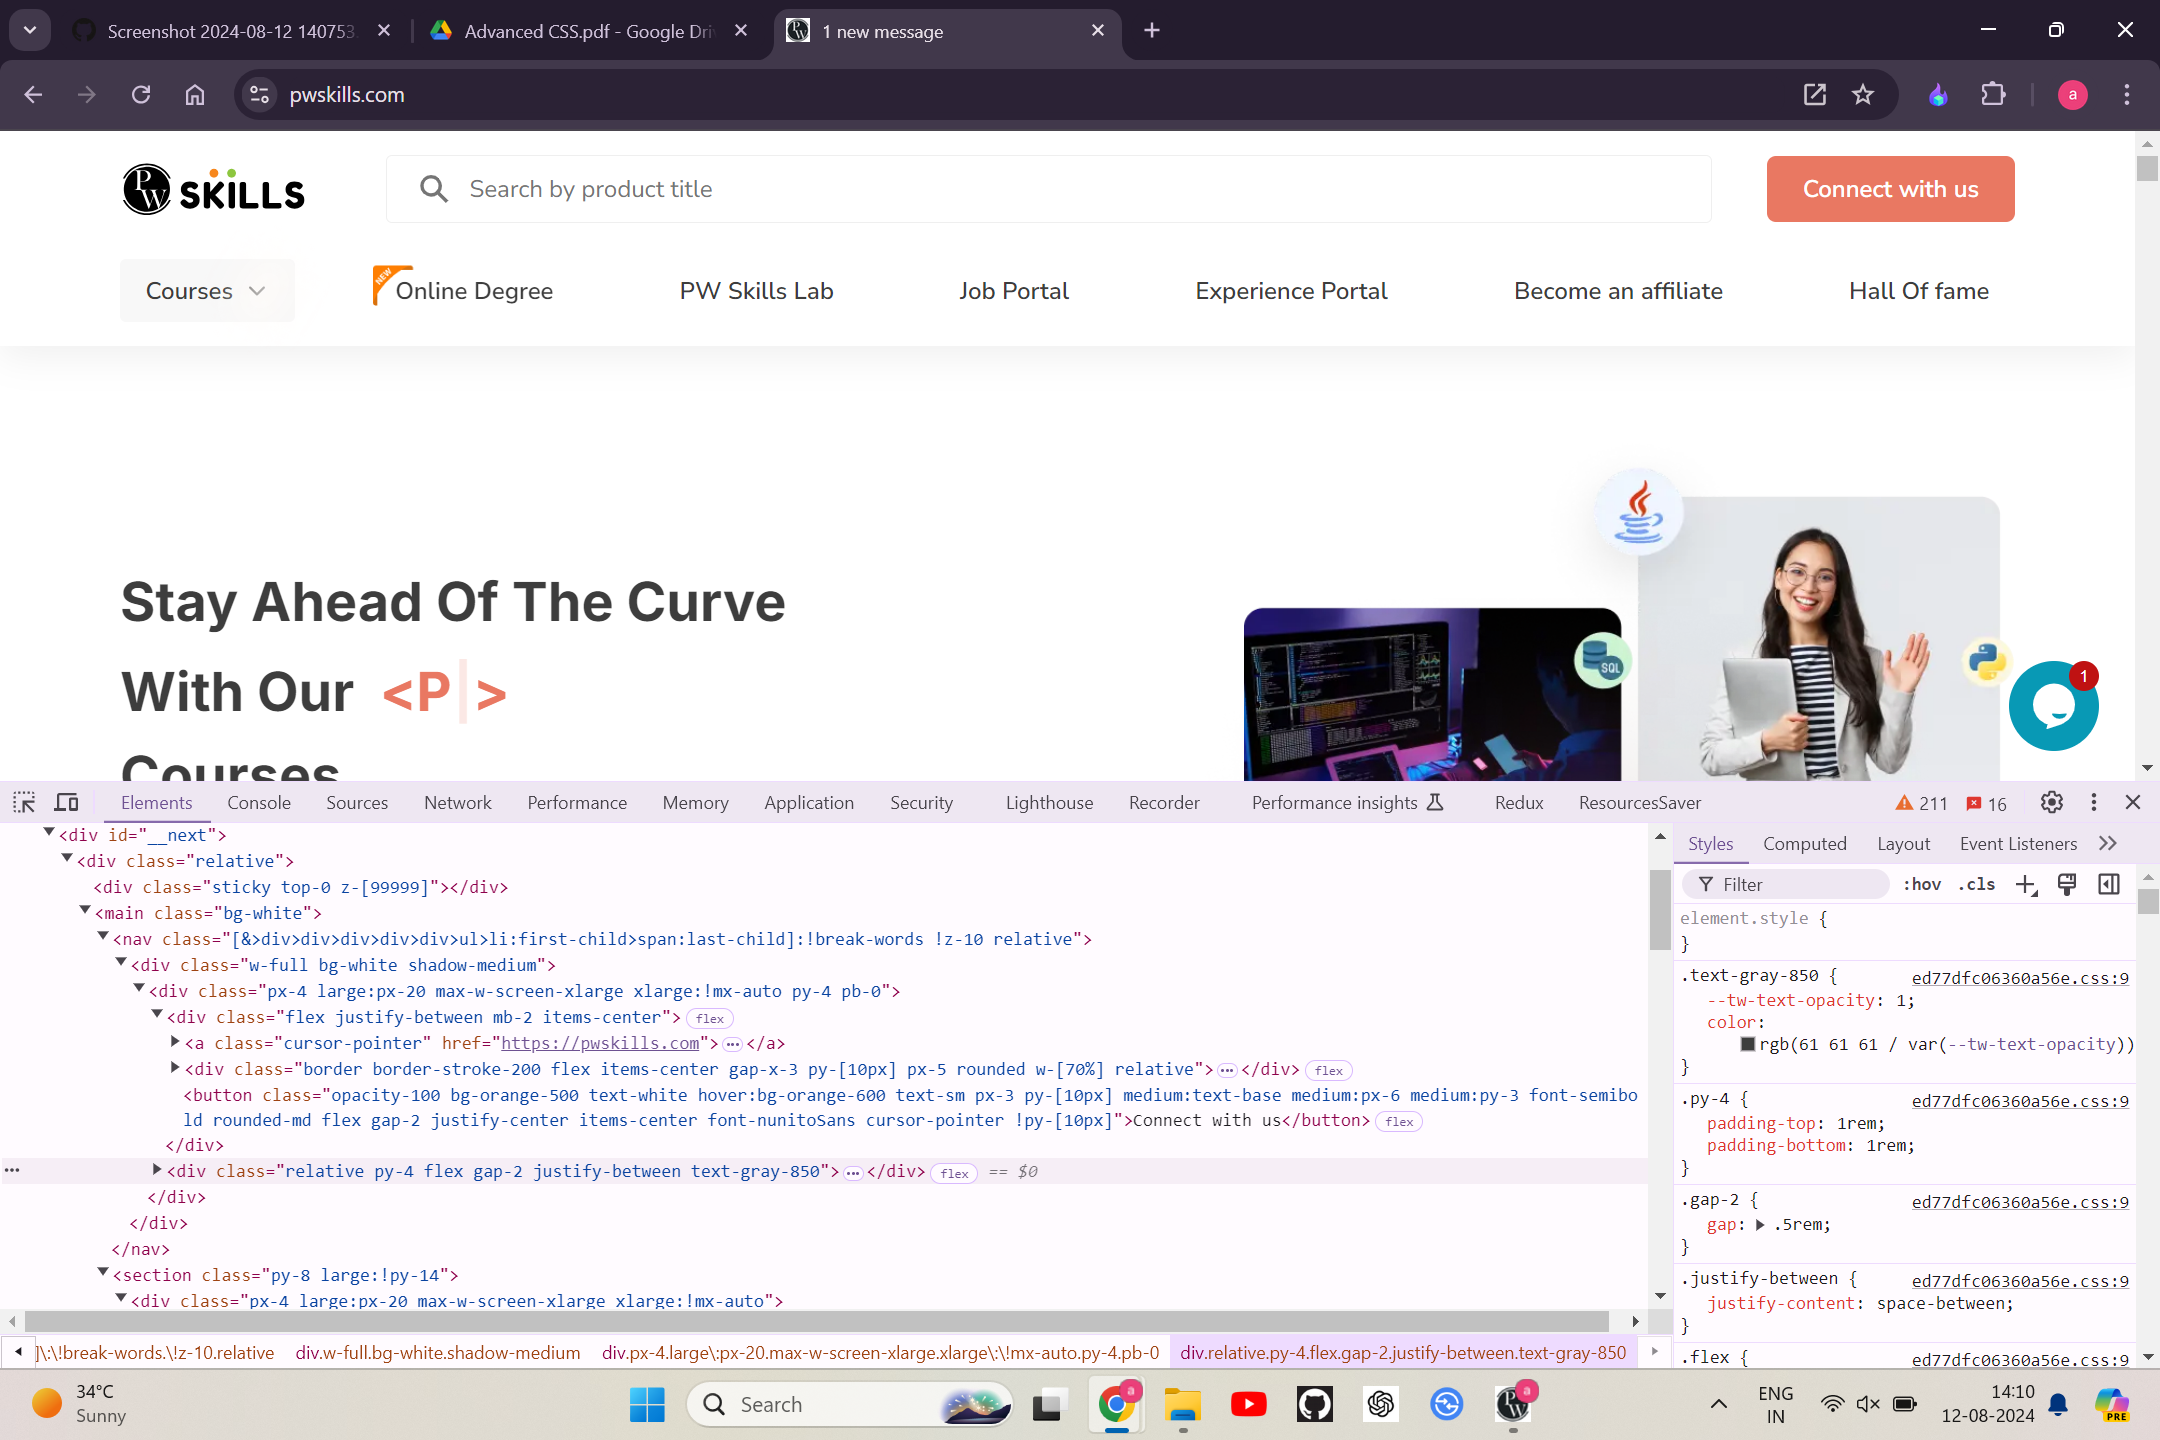 Screenshot 2024-08-12 140753.
Advanced CSS.pdf - Google Driv
1 new message
pwskills.com
a
PW SKILLS
Search by product title
Connect with us
Courses
NEW
Online Degree
PW Skills Lab
Job Portal
Experience Portal
Become an affiliate
Hall Of fame
Stay Ahead Of The Curve
With Our <P|>
Courses
SQL
1
Elements Console Sources Network Performance Memory Application Security Lighthouse Recorder Performance insights Redux ResourcesSaver 211 16
<div id="__next">
<div class="relative">
<div class="sticky top-0 z-[99999]"></div>
<main class="bg-white">
<nav class="[&>div>div>div>div>div>ul>li:first-child>span:last-child]:!break-words !z-10 relative">
<div class="w-full bg-white shadow-medium">
<div class="px-4 large:px-20 max-w-screen-xlarge xlarge:!mx-auto py-4 pb-0">
<div class="flex justify-between mb-2 items-center"> flex
<a class="cursor-pointer" href="https://pwskills.com">…</a>
<div class="border border-stroke-200 flex items-center gap-x-3 py-[10px] px-5 rounded w-[70%] relative">…</div> flex
<button class="opacity-100 bg-orange-500 text-white hover:bg-orange-600 text-sm px-3 py-[10px] medium:text-base medium:px-6 medium:py-3 font-semibo
ld rounded-md flex gap-2 justify-center items-center font-nunitoSans cursor-pointer !py-[10px]">Connect with us</button> flex
</div>
<div class="relative py-4 flex gap-2 justify-between text-gray-850">…</div> flex == $0
</div>
</div>
</nav>
<section class="py-8 large:!py-14">
<div class="px-4 large:px-20 max-w-screen-xlarge xlarge:!mx-auto">
]\:\!break-words.\!z-10.relative div.w-full.bg-white.shadow-medium div.px-4.large\:px-20.max-w-screen-xlarge.xlarge\:\!mx-auto.py-4.pb-0 div.relative.py-4.flex.gap-2.justify-between.text-gray-850
Styles Computed Layout Event Listeners
Filter :hov .cls
element.style {
}
.text-gray-850 { ed77dfc06360a56e.css:9
--tw-text-opacity: 1;
color:
rgb(61 61 61 / var(--tw-text-opacity))
}
.py-4 { ed77dfc06360a56e.css:9
padding-top: 1rem;
padding-bottom: 1rem;
}
.gap-2 { ed77dfc06360a56e.css:9
gap: .5rem;
}
.justify-between { ed77dfc06360a56e.css:9
justify-content: space-between;
}
.flex { ed77dfc06360a56e.css:9
34°C
Sunny
Search
a
PW
a
ENG
IN
14:10
12-08-2024
PRE